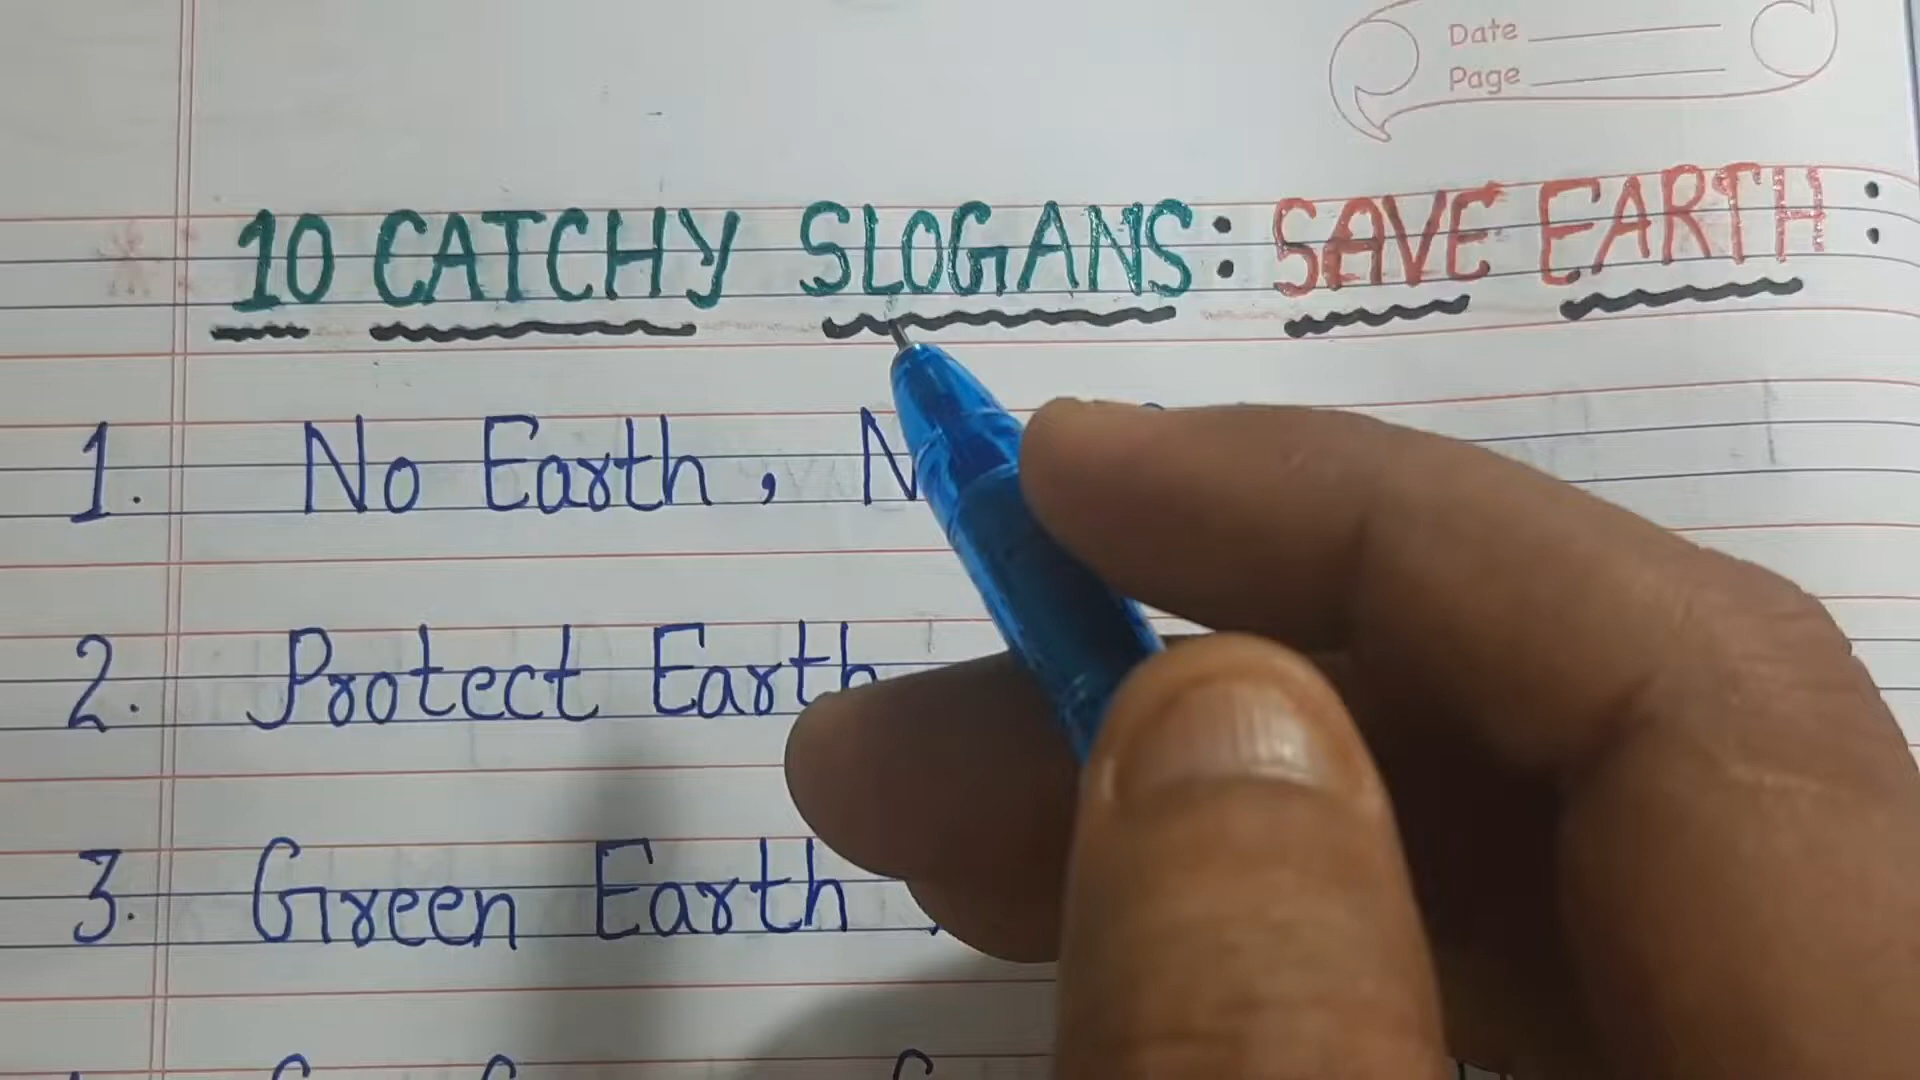 Date
Page
10 CATCHY SLOGANS: SAVE EARTH:
1. No Earth, N
2. Protect Earth
3. Green Earth,